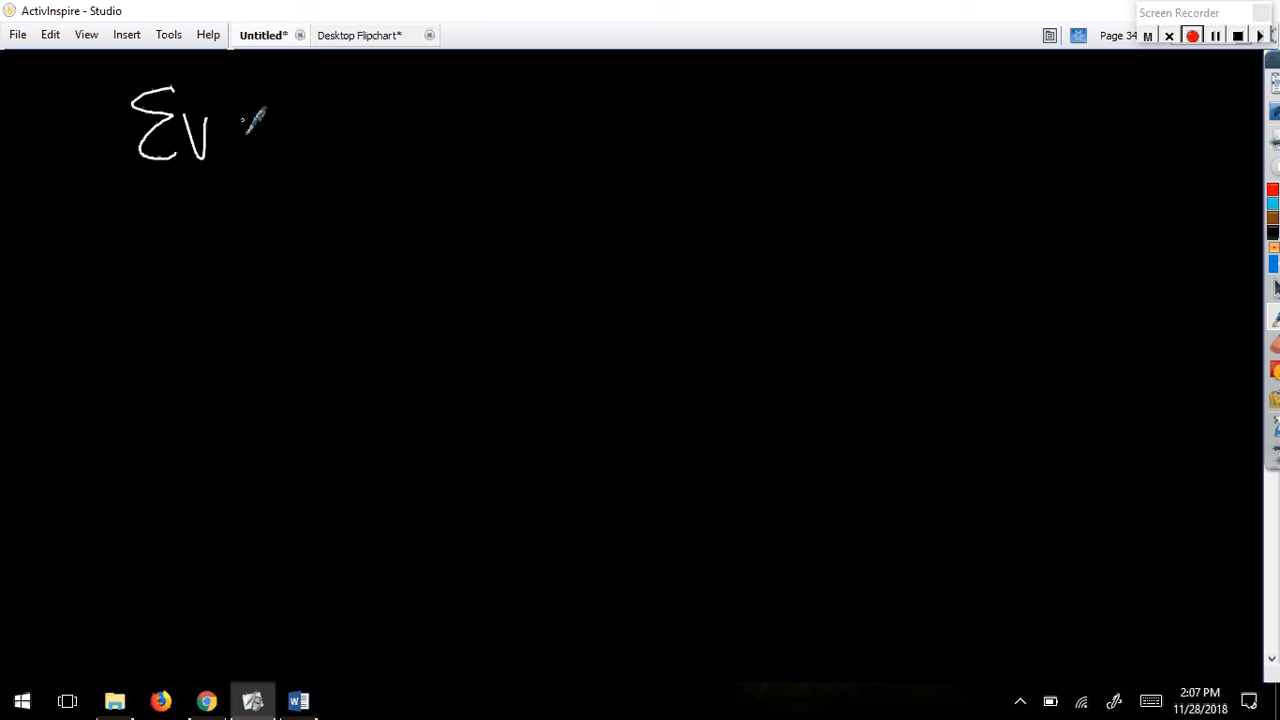 ActivInspire - Studio
Screen Recorder
File Edit View Insert Tools Help Untitled* Desktop Flipchart* Page 34 M
Ev
2:07 PM
11/28/2018